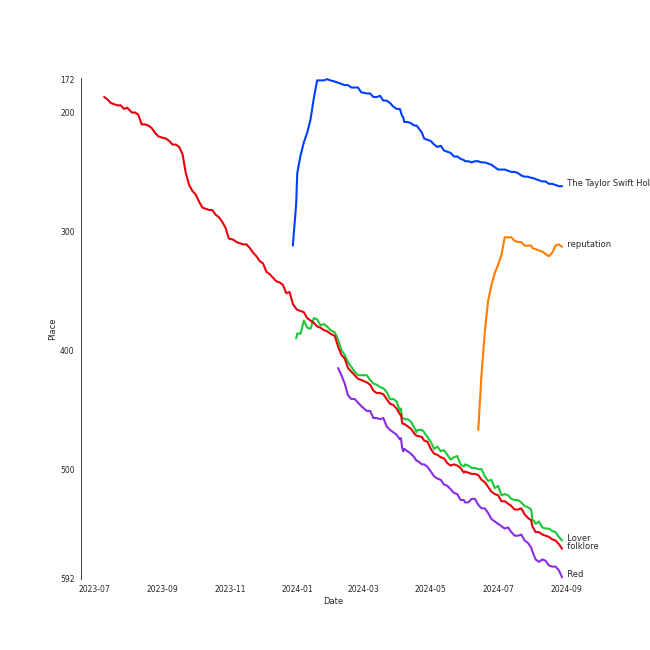 172
200
The Taylor Swift Hol
300
reputation
Place
400
500
Lover
folklore
Red
592
2023-07
2023-09
2023-11
2024-01
2024-03
2024-05
2024-07
2024-09
Date